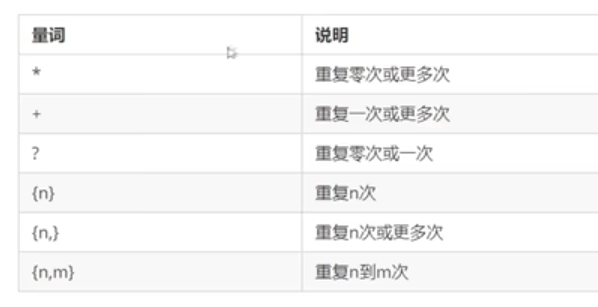 量词 说明
* 重复零次或更多次
+ 重复一次或更多次
? 重复零次或一次
{n} 重复n次
{n,} 重复n次或更多次
{n,m} 重复n到m次